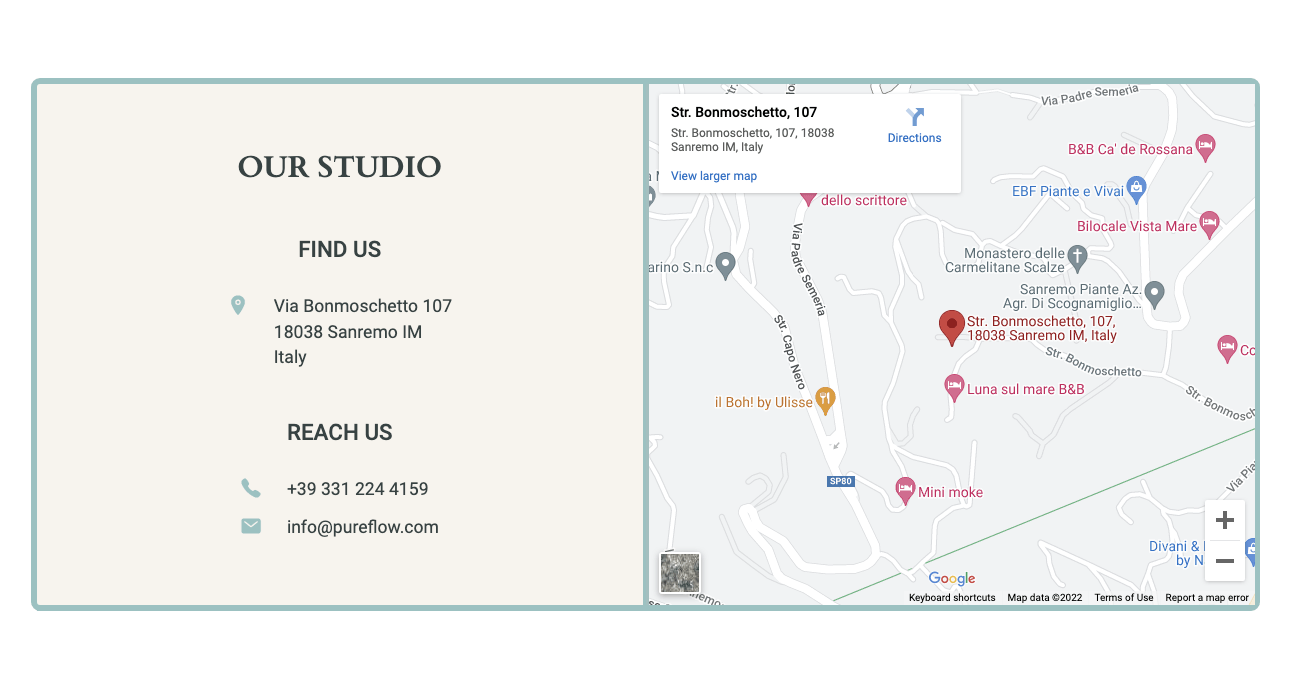 OUR STUDIO
FIND US
Via Bonmoschetto 107
18038 Sanremo IM
Italy
REACH US
+39 331 224 4159
info@pureflow.com
Str. Bonmoschetto, 107
Str. Bonmoschetto, 107, 18038
Sanremo IM, Italy
View larger map
Directions
Via Padre Semeria
B&B Ca' de Rossana
EBF Piante e Vivai
dello scrittore
Bilocale Vista Mare
Via Padre Semeria
arino S.n.c
Monastero delle
Carmelitane Scalze
Sanremo Piante Az.
Agr. Di Scognamiglio...
Str. Bonmoschetto, 107,
18038 Sanremo IM, Italy
Str. Capo Nero
Str. Bonmoschetto
Co
Luna sul mare B&B
il Boh! by Ulisse
Str. Bonmosch
SP80
Mini moke
Via Pia
Divani &
by N
Google
Keyboard shortcuts
Map data ©2022
Terms of Use
Report a map error